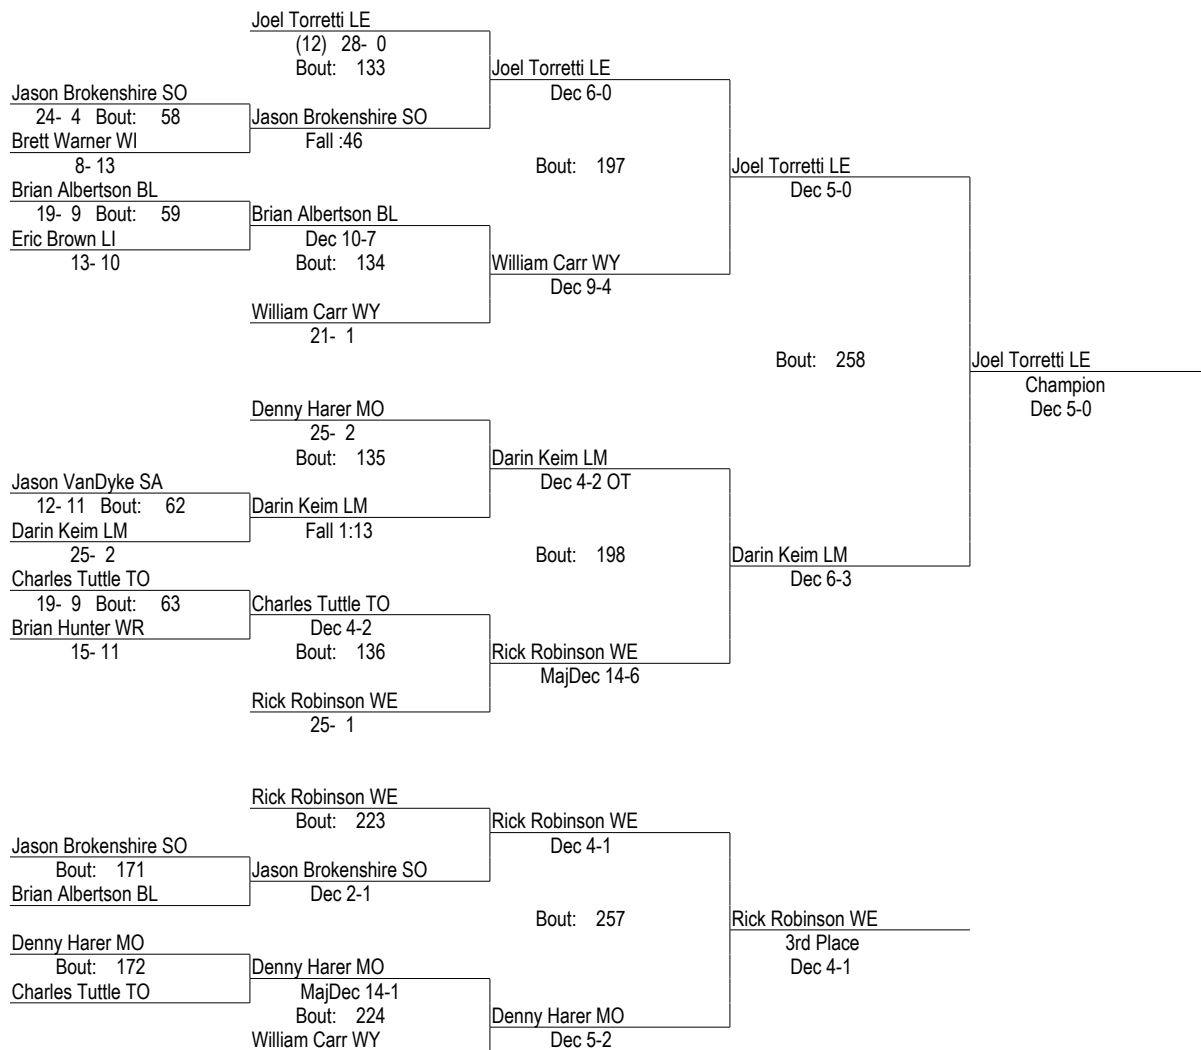 Joel Torretti LE
(12) 28- 0
Bout: 133
Joel Torretti LE
Dec 6-0
Jason Brokenshire SO
24- 4 Bout: 58
Jason Brokenshire SO
Fall :46
Brett Warner WI
8- 13
Bout: 197
Joel Torretti LE
Dec 5-0
Brian Albertson BL
19- 9 Bout: 59
Brian Albertson BL
Dec 10-7
Eric Brown LI
13- 10
Bout: 134
William Carr WY
Dec 9-4
William Carr WY
21- 1
Bout: 258
Joel Torretti LE
Champion
Dec 5-0
Denny Harer MO
25- 2
Bout: 135
Darin Keim LM
Dec 4-2 OT
Jason VanDyke SA
12- 11 Bout: 62
Darin Keim LM
Fall 1:13
Darin Keim LM
25- 2
Bout: 198
Darin Keim LM
Dec 6-3
Charles Tuttle TO
19- 9 Bout: 63
Charles Tuttle TO
Dec 4-2
Brian Hunter WR
15- 11
Bout: 136
Rick Robinson WE
MajDec 14-6
Rick Robinson WE
25- 1
Rick Robinson WE
Bout: 223
Rick Robinson WE
Dec 4-1
Jason Brokenshire SO
Bout: 171
Jason Brokenshire SO
Dec 2-1
Brian Albertson BL
Bout: 257
Rick Robinson WE
3rd Place
Dec 4-1
Denny Harer MO
Bout: 172
Denny Harer MO
MajDec 14-1
Charles Tuttle TO
Bout: 224
Denny Harer MO
Dec 5-2
William Carr WY